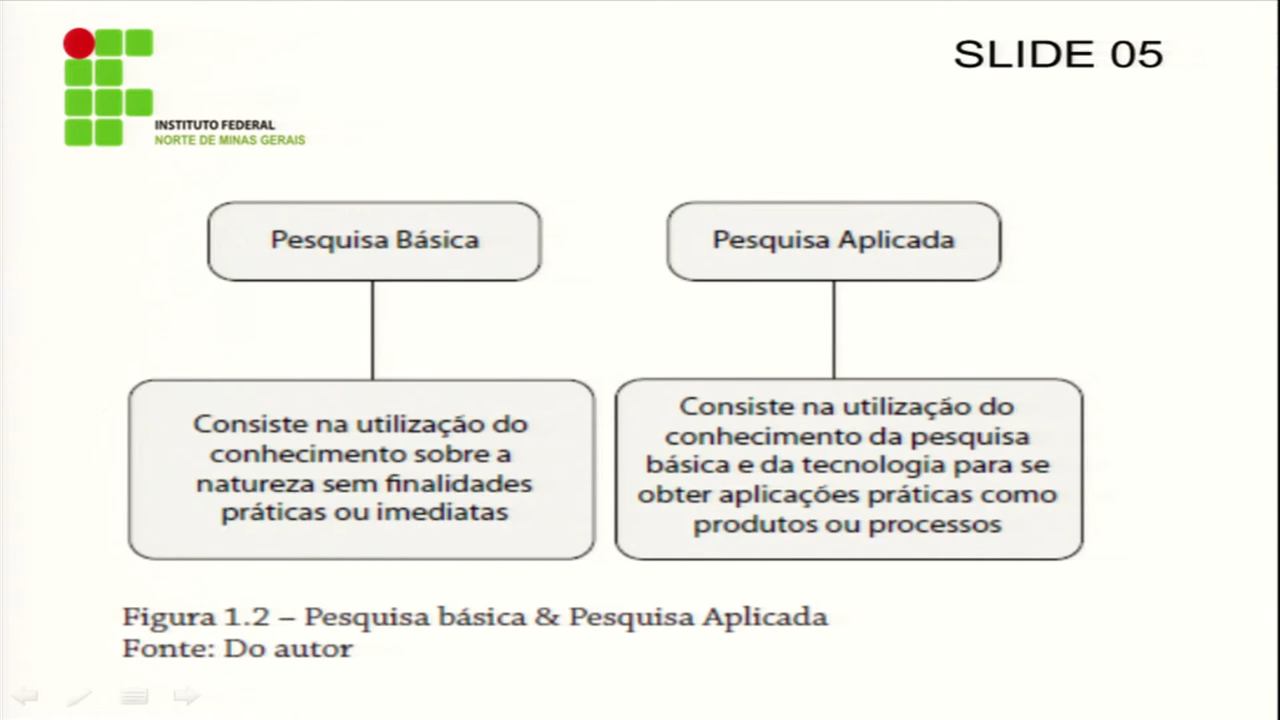 SLIDE 05
INSTITUTO FEDERAL
NORTE DE MINAS GERAIS
Pesquisa Básica
Pesquisa Aplicada
Consiste na utilização do
conhecimento sobre a
natureza sem finalidades
práticas ou imediatas
Consiste na utilização do
conhecimento da pesquisa
básica e da tecnologia para se
obter aplicações práticas como
produtos ou processos
Figura 1.2 – Pesquisa básica & Pesquisa Aplicada
Fonte: Do autor